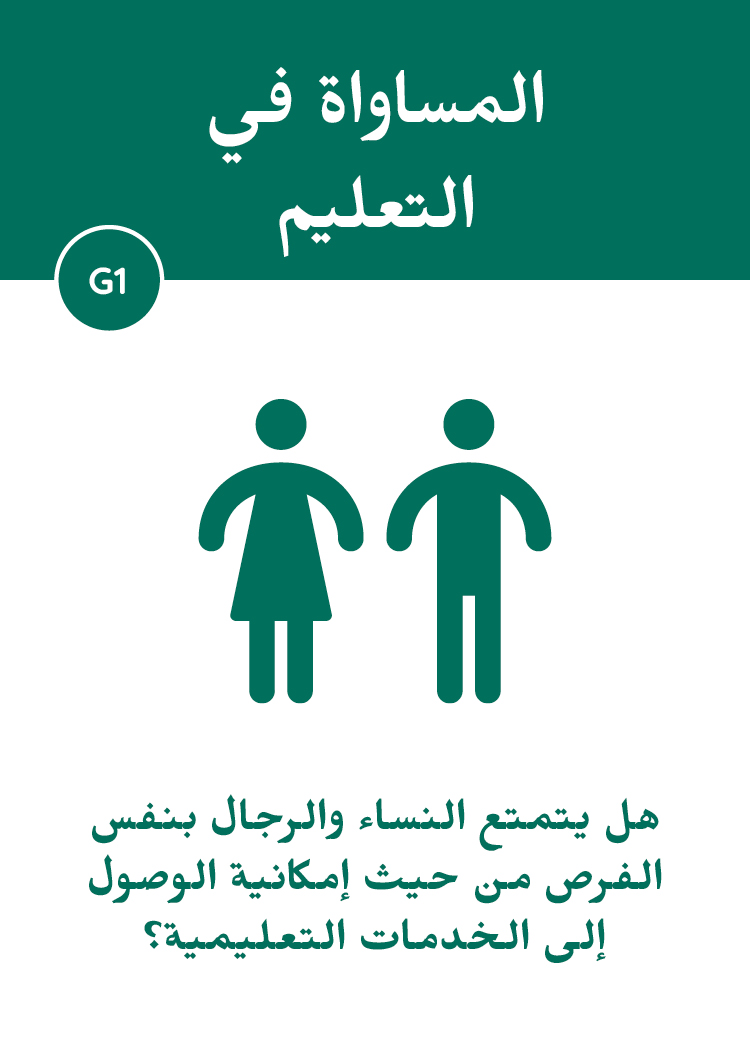 المساواة في
التعليم
G1
هل يتمتع النساء والرجال بنفس
الفرص من حيث إمكانية الوصول
إلى الخدمات التعليمية؟